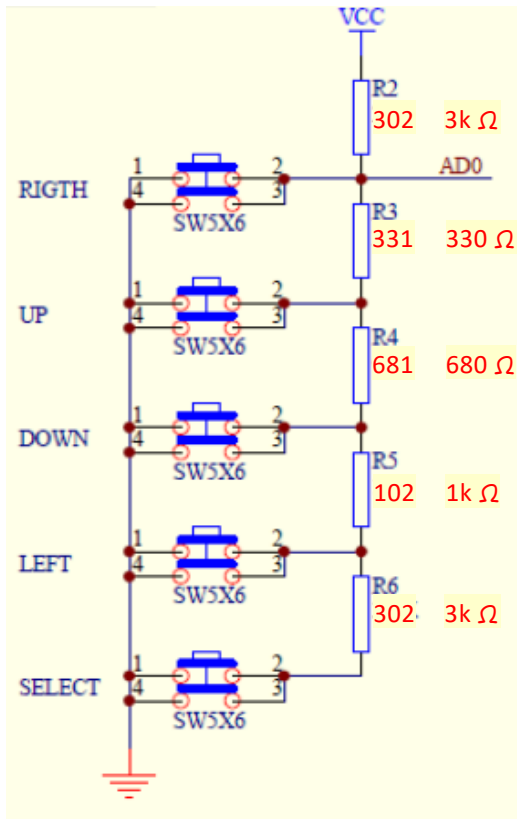 VCC
R2
302 3k Ω
1 2 AD0
RIGTH 4 3
SW5X6
R3
331 330 Ω
1 2
UP 4 3
SW5X6
R4
681 680 Ω
1 2
DOWN 4 3
SW5X6
R5
102 1k Ω
1 2
LEFT 4 3
SW5X6
R6
302 3k Ω
1 2
SELECT 4 3
SW5X6